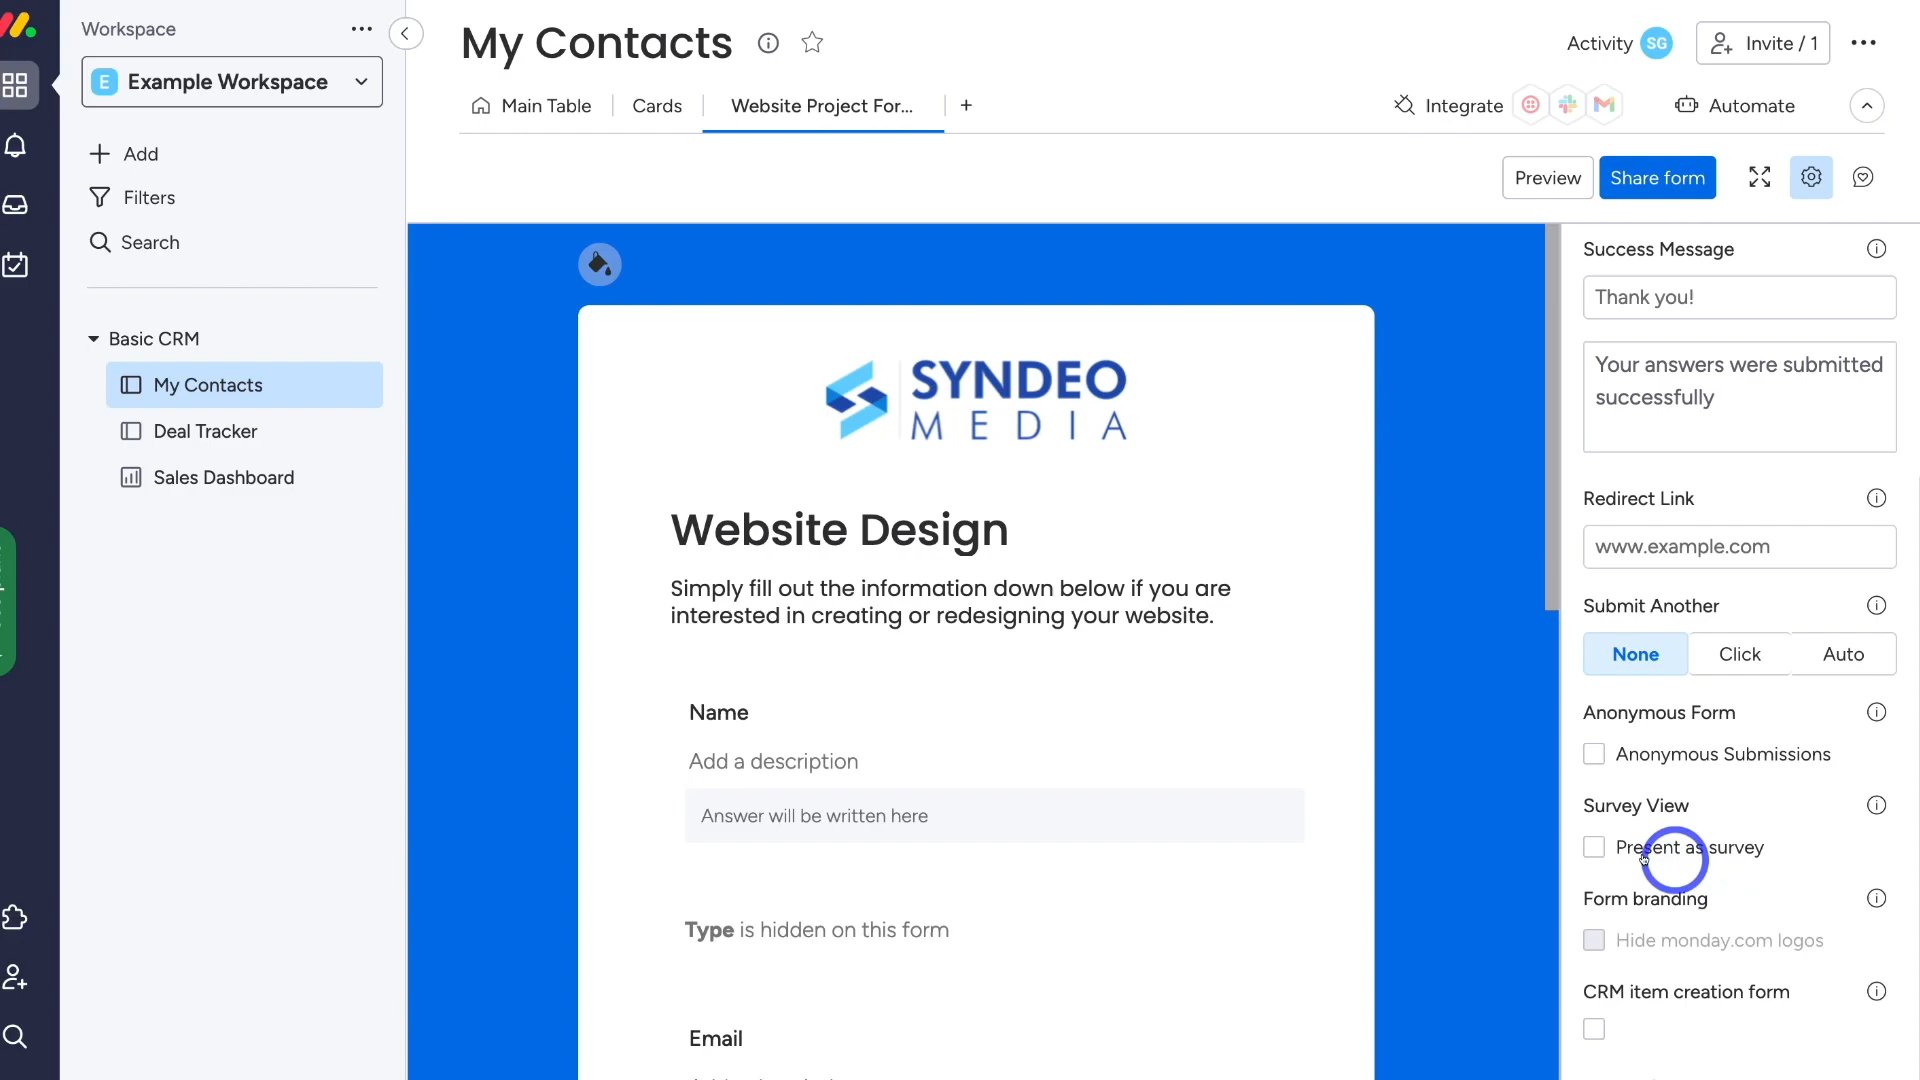 Workspace
E Example Workspace
Add
Filters
Search
Basic CRM
My Contacts
Deal Tracker
Sales Dashboard
My Contacts
Activity SG
Invite / 1
Main Table
Cards
Website Project For...
+
Integrate
Automate
Preview
Share form
SYNDEO
MEDIA
Website Design
Simply fill out the information down below if you are
interested in creating or redesigning your website.
Name
Add a description
Answer will be written here
Type is hidden on this form
Email
Success Message
Thank you!
Your answers were submitted
successfully
Redirect Link
www.example.com
Submit Another
None
Click
Auto
Anonymous Form
Anonymous Submissions
Survey View
Present as survey
Form branding
Hide monday.com logos
CRM item creation form